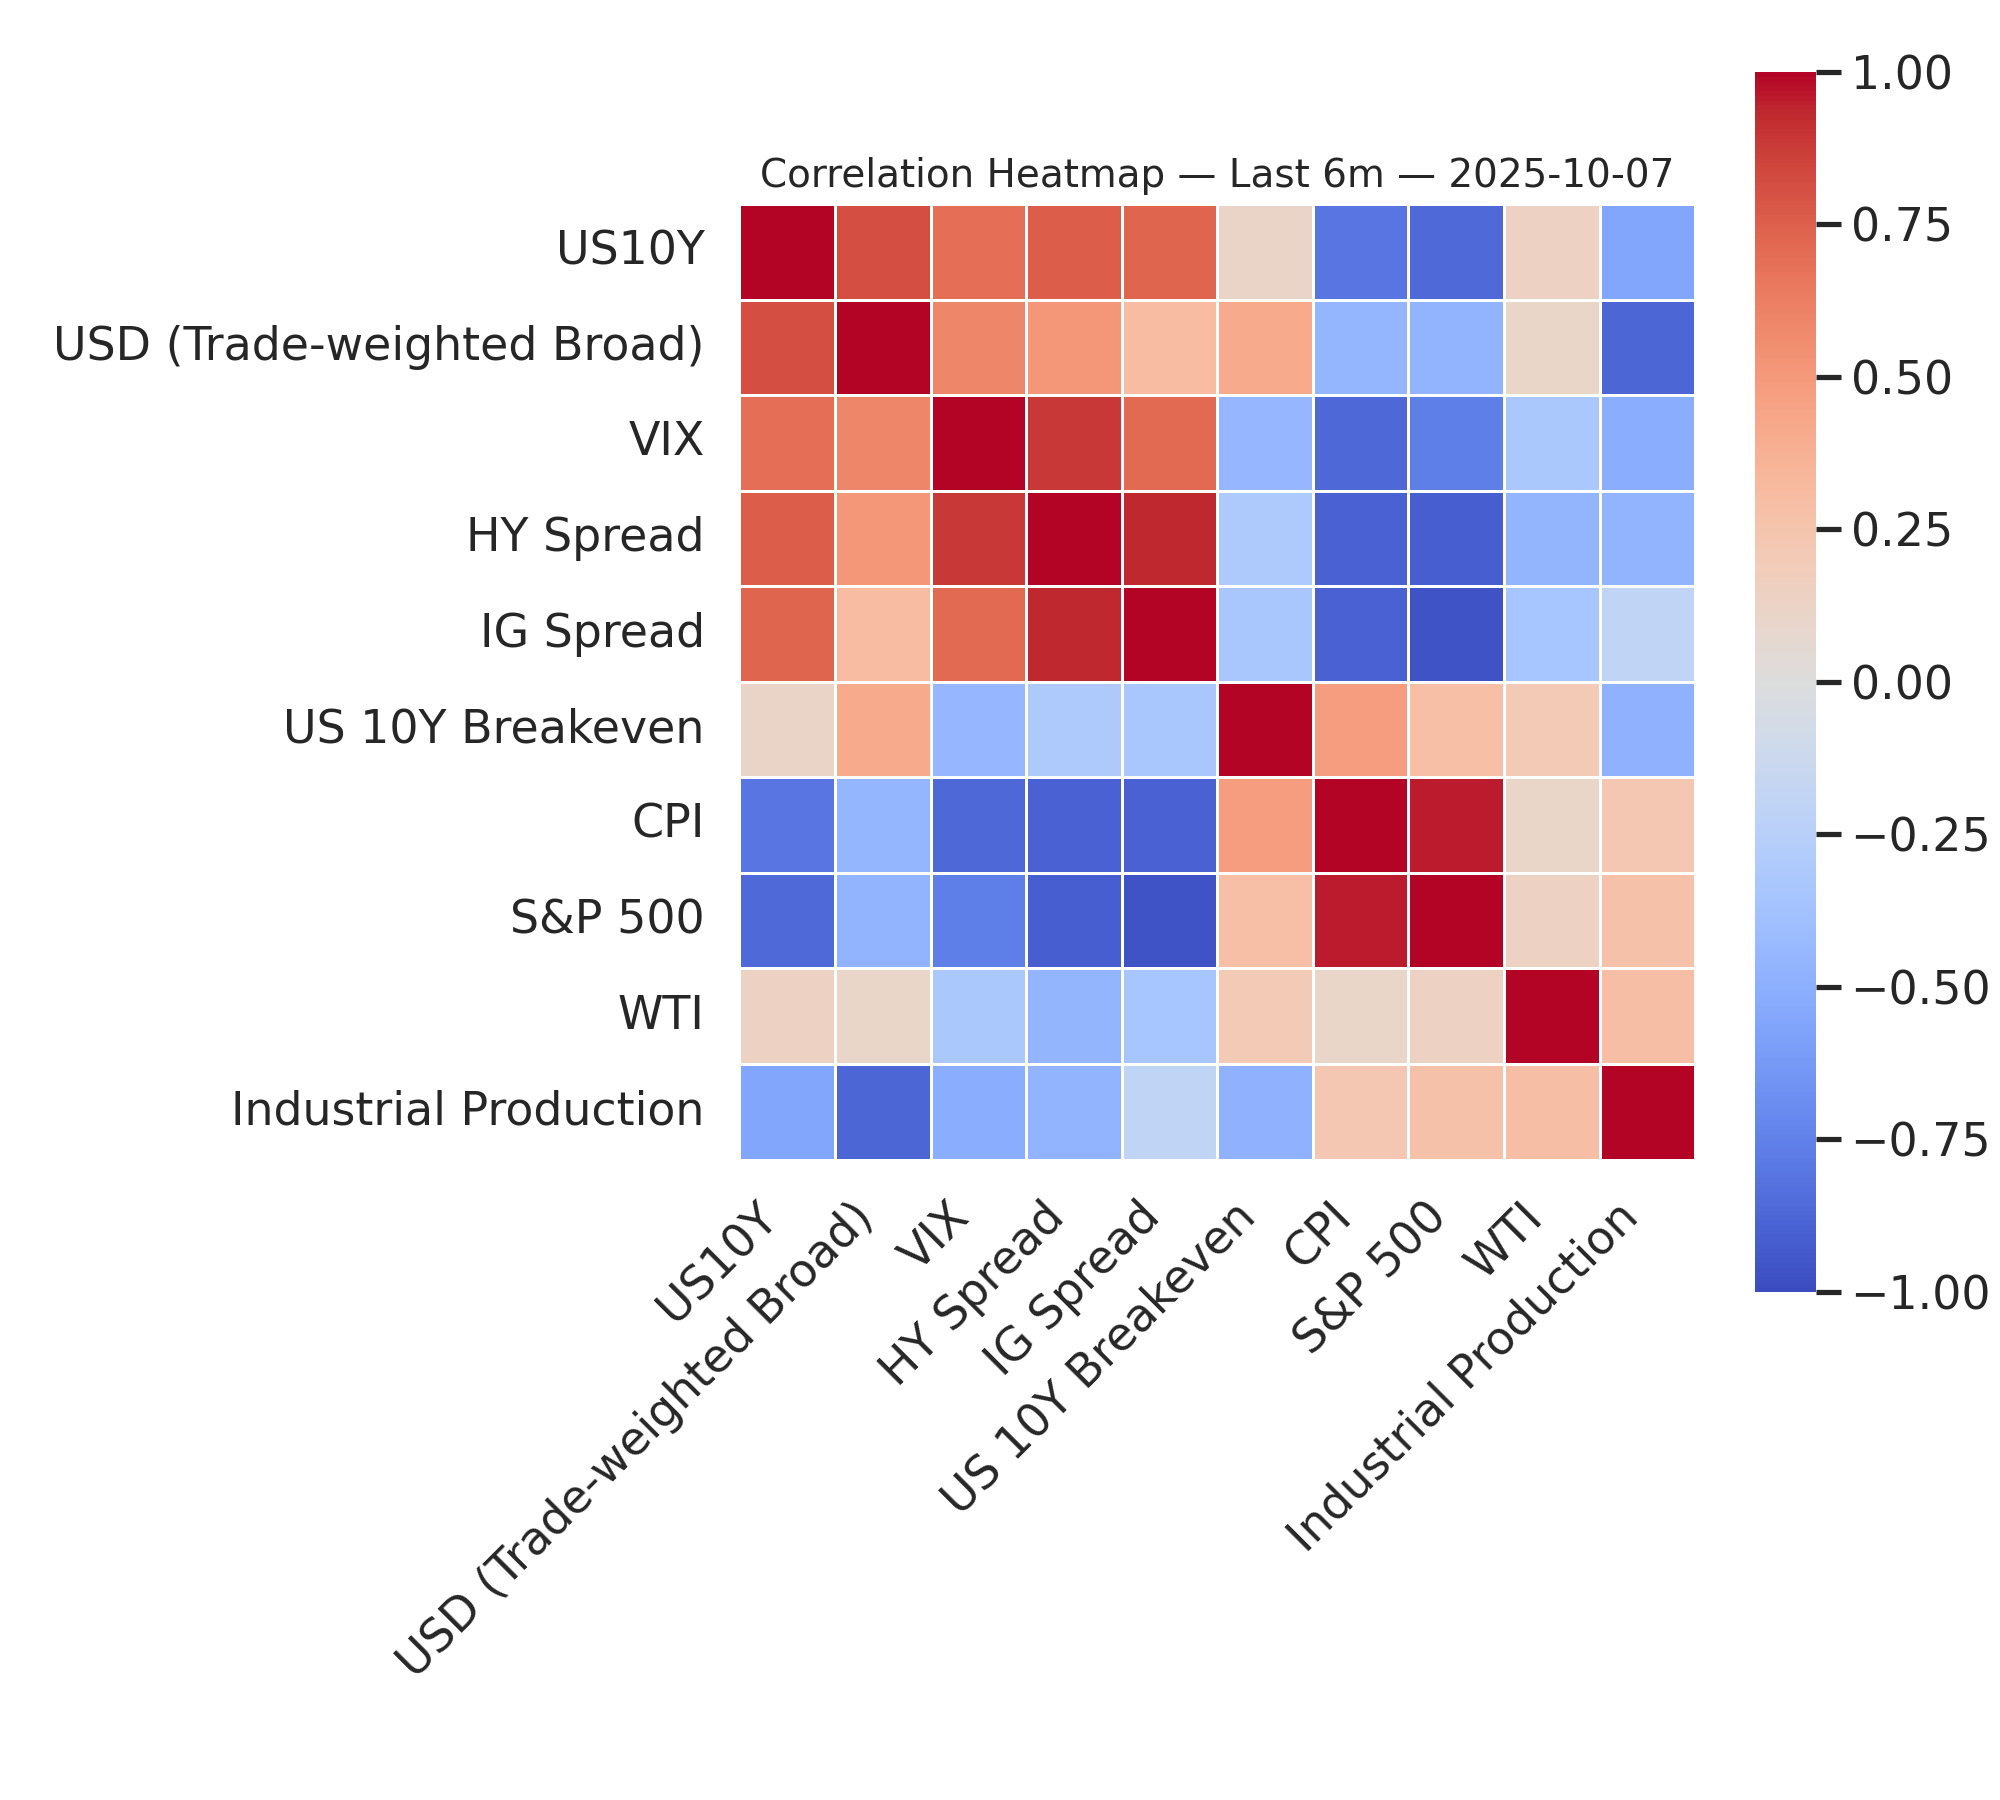 Correlation Heatmap — Last 6m — 2025-10-07
US10Y
USD (Trade-weighted Broad)
VIX
HY Spread
IG Spread
US 10Y Breakeven
CPI
S&P 500
WTI
Industrial Production
US10Y
USD (Trade-weighted Broad)
VIX
HY Spread
IG Spread
US 10Y Breakeven
CPI
S&P 500
WTI
Industrial Production
1.00
0.75
0.50
0.25
0.00
−0.25
−0.50
−0.75
−1.00